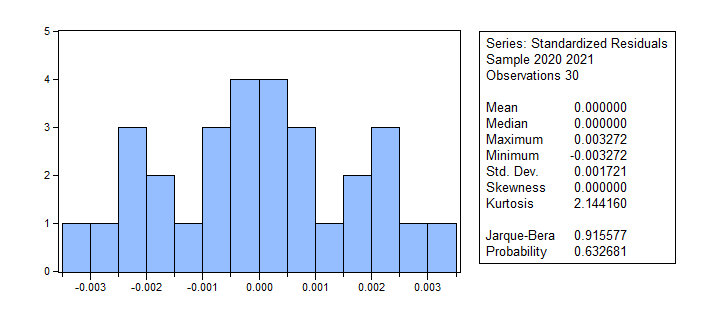 5
4
3
2
1
0
-0.003 -0.002 -0.001 0.000 0.001 0.002 0.003
Series: Standardized Residuals
Sample 2020 2021
Observations 30
Mean 0.000000
Median 0.000000
Maximum 0.003272
Minimum -0.003272
Std. Dev. 0.001721
Skewness 0.000000
Kurtosis 2.144160
Jarque-Bera 0.915577
Probability 0.632681